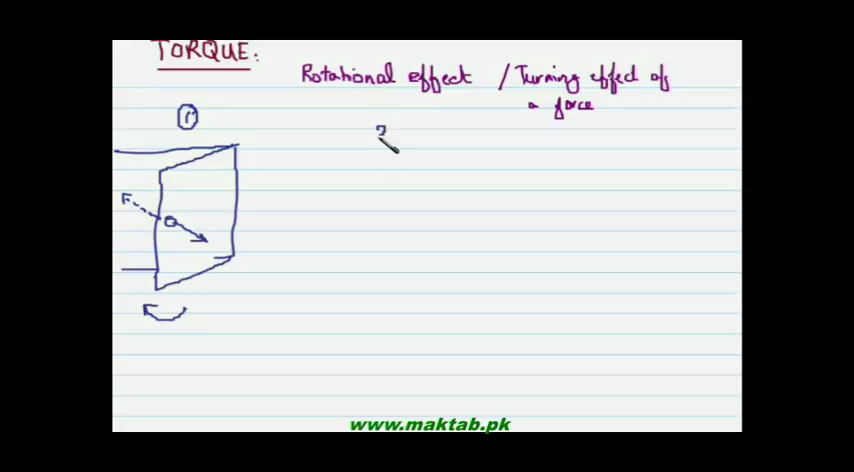 TORQUE:
Rotational effect / Turning effect of
a force
F
www.maktab.pk